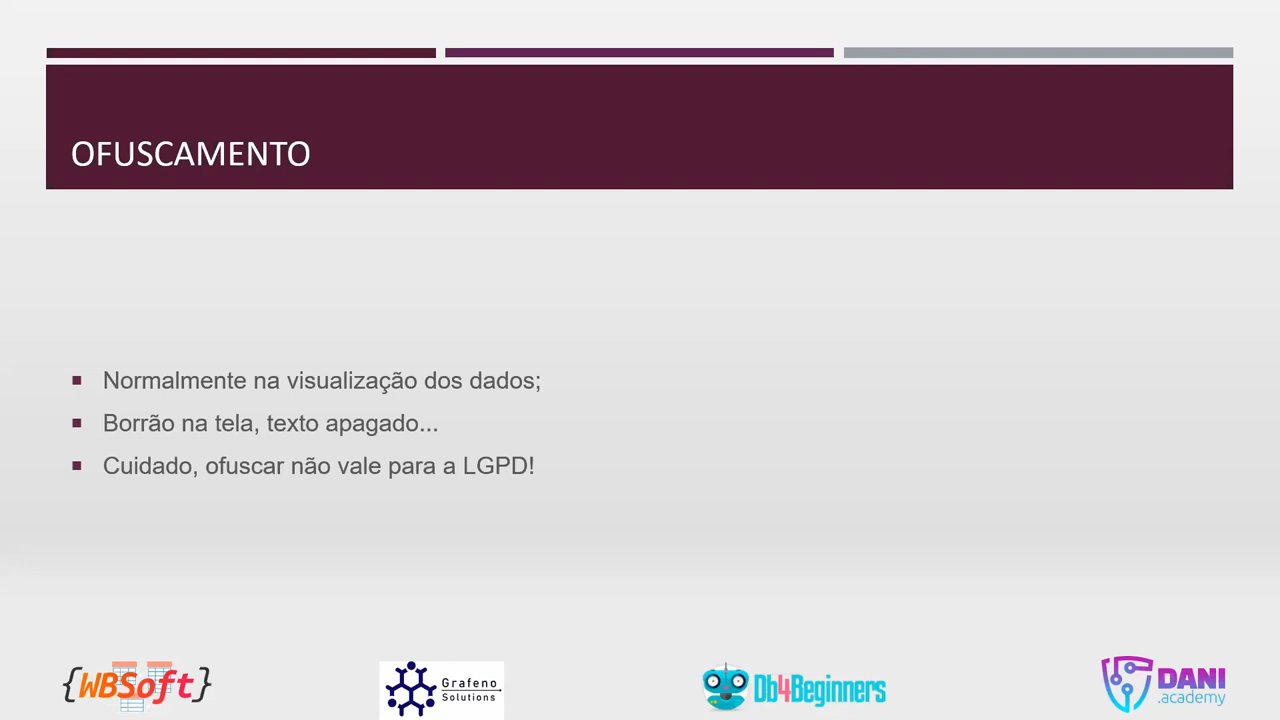 OFUSCAMENTO
Normalmente na visualização dos dados;
Borrão na tela, texto apagado...
Cuidado, ofuscar não vale para a LGPD!
{WBSoft}
Grafeno
Solutions
Db4Beginners
DANI
.academy